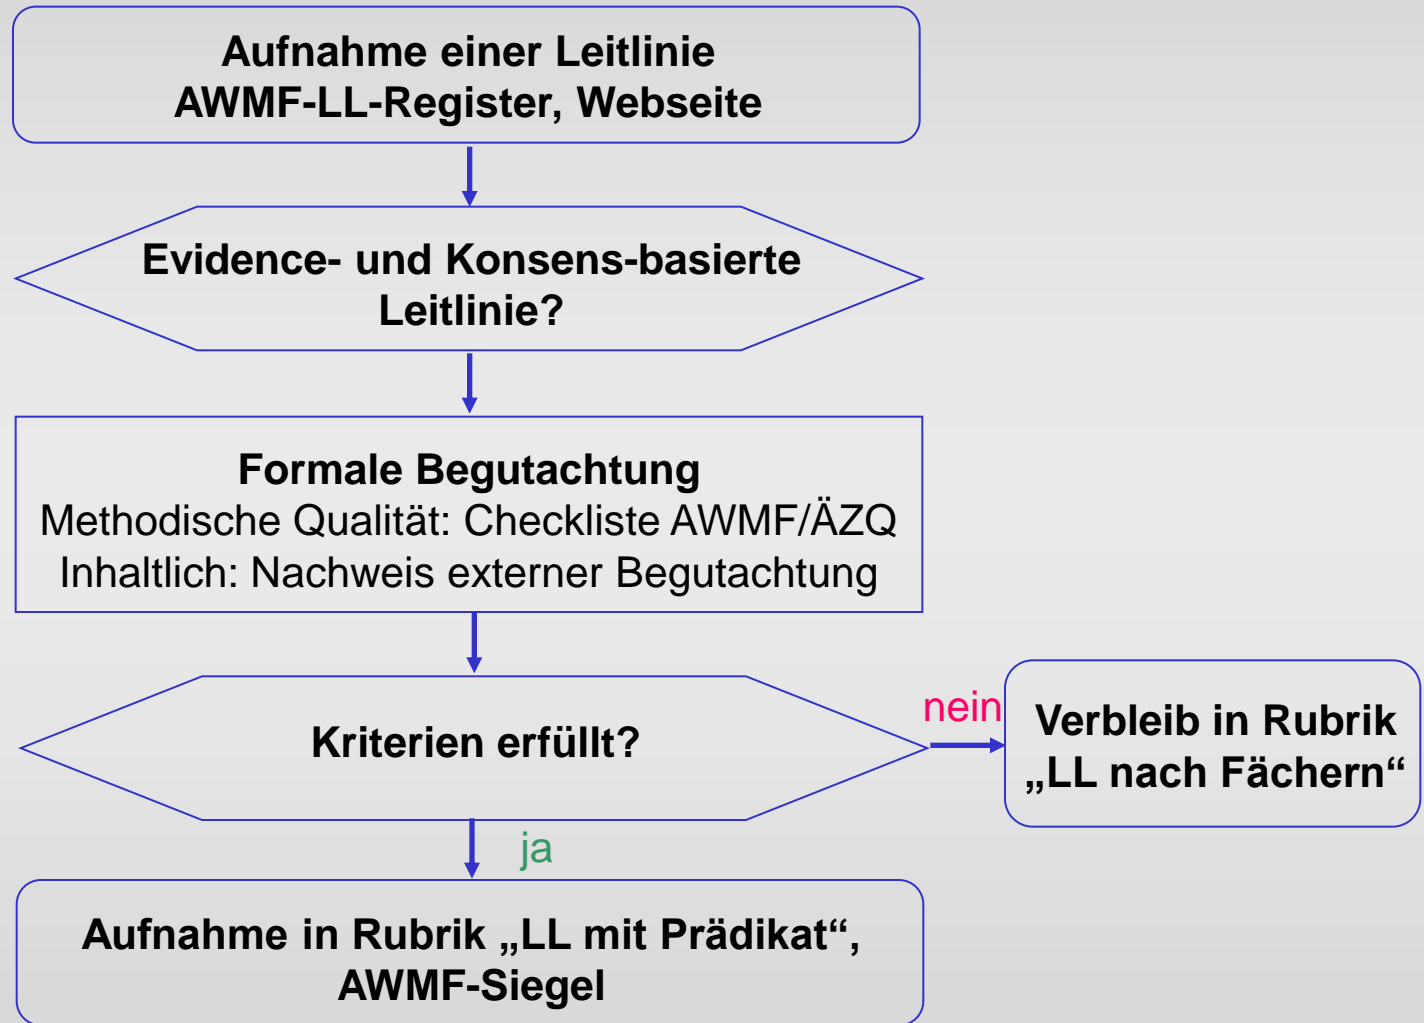 Aufnahme einer Leitlinie
AWMF-LL-Register, Webseite
Evidence- und Konsens-basierte
Leitlinie?
Formale Begutachtung
Methodische Qualität: Checkliste AWMF/ÄZQ
Inhaltlich: Nachweis externer Begutachtung
Kriterien erfüllt?
nein
Verbleib in Rubrik
„LL nach Fächern“
ja
Aufnahme in Rubrik „LL mit Prädikat“,
AWMF-Siegel